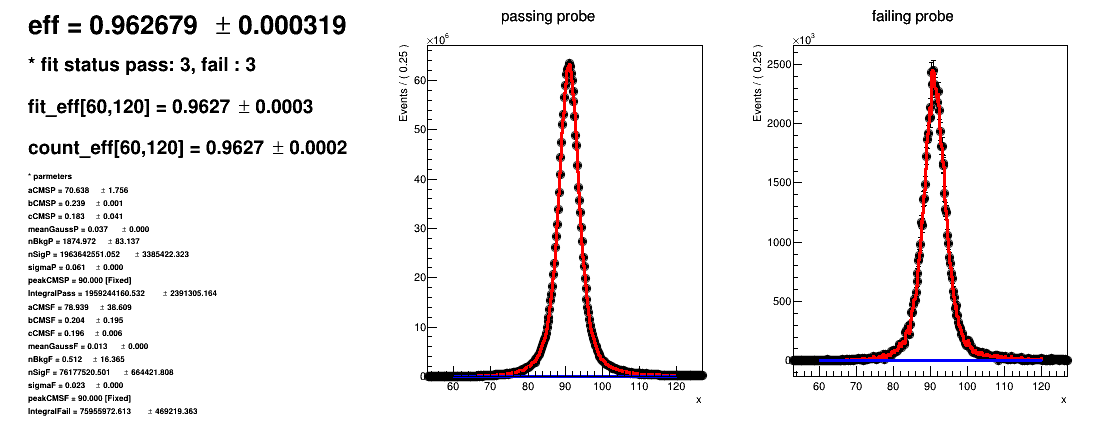 eff = 0.962679 ± 0.000319
* fit status pass: 3, fail : 3
fit_eff[60,120] = 0.9627 ± 0.0003
count_eff[60,120] = 0.9627 ± 0.0002
* parmeters
aCMSP = 70.638 ± 1.756
bCMSP = 0.239 ± 0.001
cCMSP = 0.183 ± 0.041
meanGaussP = 0.037 ± 0.000
nBkgP = 1874.972 ± 83.137
nSigP = 1963642551.052 ± 3385422.323
sigmaP = 0.061 ± 0.000
peakCMSP = 90.000 [Fixed]
IntegralPass = 1959244160.532 ± 2391305.164
aCMSF = 78.939 ± 38.609
bCMSF = 0.204 ± 0.195
cCMSF = 0.196 ± 0.006
meanGaussF = 0.013 ± 0.000
nBkgF = 0.512 ± 16.365
nSigF = 76177520.501 ± 664421.808
sigmaF = 0.023 ± 0.000
peakCMSF = 90.000 [Fixed]
IntegralFail = 75955972.613 ± 469219.363
passing probe
×10⁶
Events / ( 0.25 )
60
50
40
30
20
10
0
60 70 80 90 100 110 120
x
failing probe
×10³
Events / ( 0.25 )
2500
2000
1500
1000
500
0
60 70 80 90 100 110 120
x